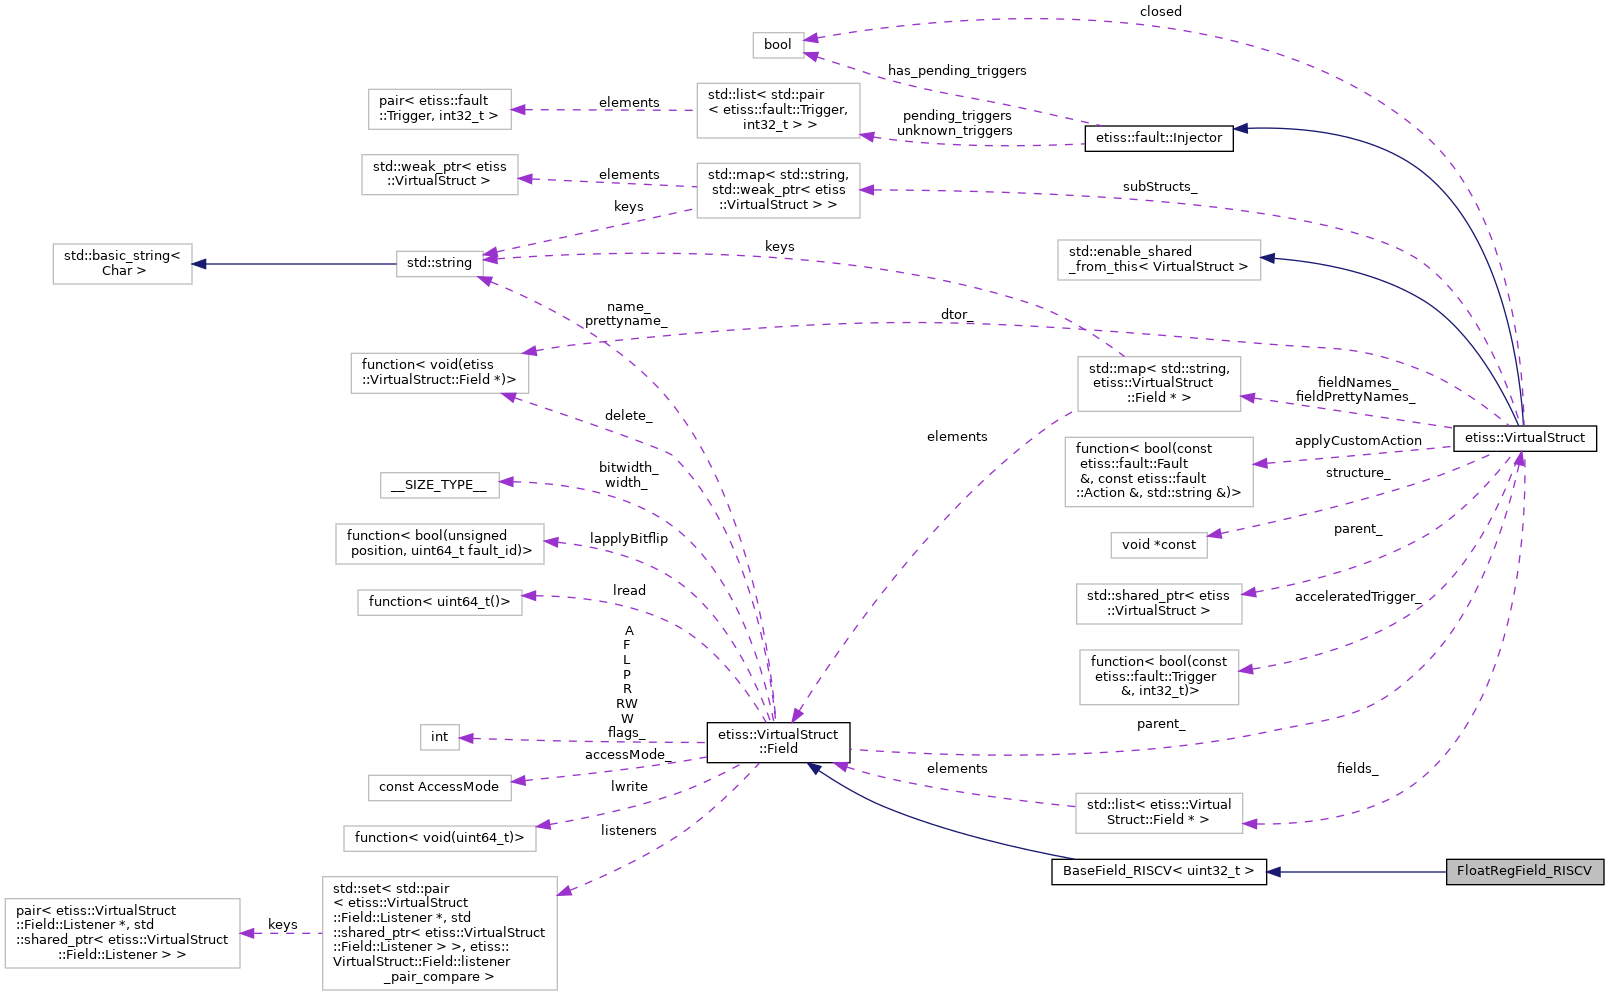 closed
bool
has_pending_triggers
pair< etiss::fault
::Trigger, int32_t >
elements
std::list< std::pair
< etiss::fault::Trigger,
int32_t > >
pending_triggers
unknown_triggers
etiss::fault::Injector
std::weak_ptr< etiss
::VirtualStruct >
elements
std::map< std::string,
std::weak_ptr< etiss
::VirtualStruct > >
subStructs_
keys
std::basic_string<
Char >
std::string
keys
std::enable_shared
_from_this< VirtualStruct >
name_
prettyname_
dtor_
function< void(etiss
::VirtualStruct::Field *)>
std::map< std::string,
etiss::VirtualStruct
::Field * >
fieldNames_
fieldPrettyNames_
delete_
elements
etiss::VirtualStruct
function< bool(const
etiss::fault::Fault
&, const etiss::fault
::Action &, std::string &)>
applyCustomAction
structure_
__SIZE_TYPE__
bitwidth_
width_
function< bool(unsigned
position, uint64_t fault_id)>
lapplyBitflip
void *const
parent_
function< uint64_t()>
lread
std::shared_ptr< etiss
::VirtualStruct >
acceleratedTrigger_
function< bool(const
etiss::fault::Trigger
&, int32_t)>
A
F
L
P
R
RW
W
flags_
int
etiss::VirtualStruct
::Field
parent_
accessMode_
const AccessMode
elements
fields_
lwrite
std::list< etiss::Virtual
Struct::Field * >
function< void(uint64_t)>
listeners
BaseField_RISCV< uint32_t >
FloatRegField_RISCV
pair< etiss::VirtualStruct
::Field::Listener *, std
::shared_ptr< etiss::VirtualStruct
::Field::Listener > >
keys
std::set< std::pair
< etiss::VirtualStruct
::Field::Listener *, std
::shared_ptr< etiss::VirtualStruct
::Field::Listener > >, etiss::
VirtualStruct::Field::listener
_pair_compare >